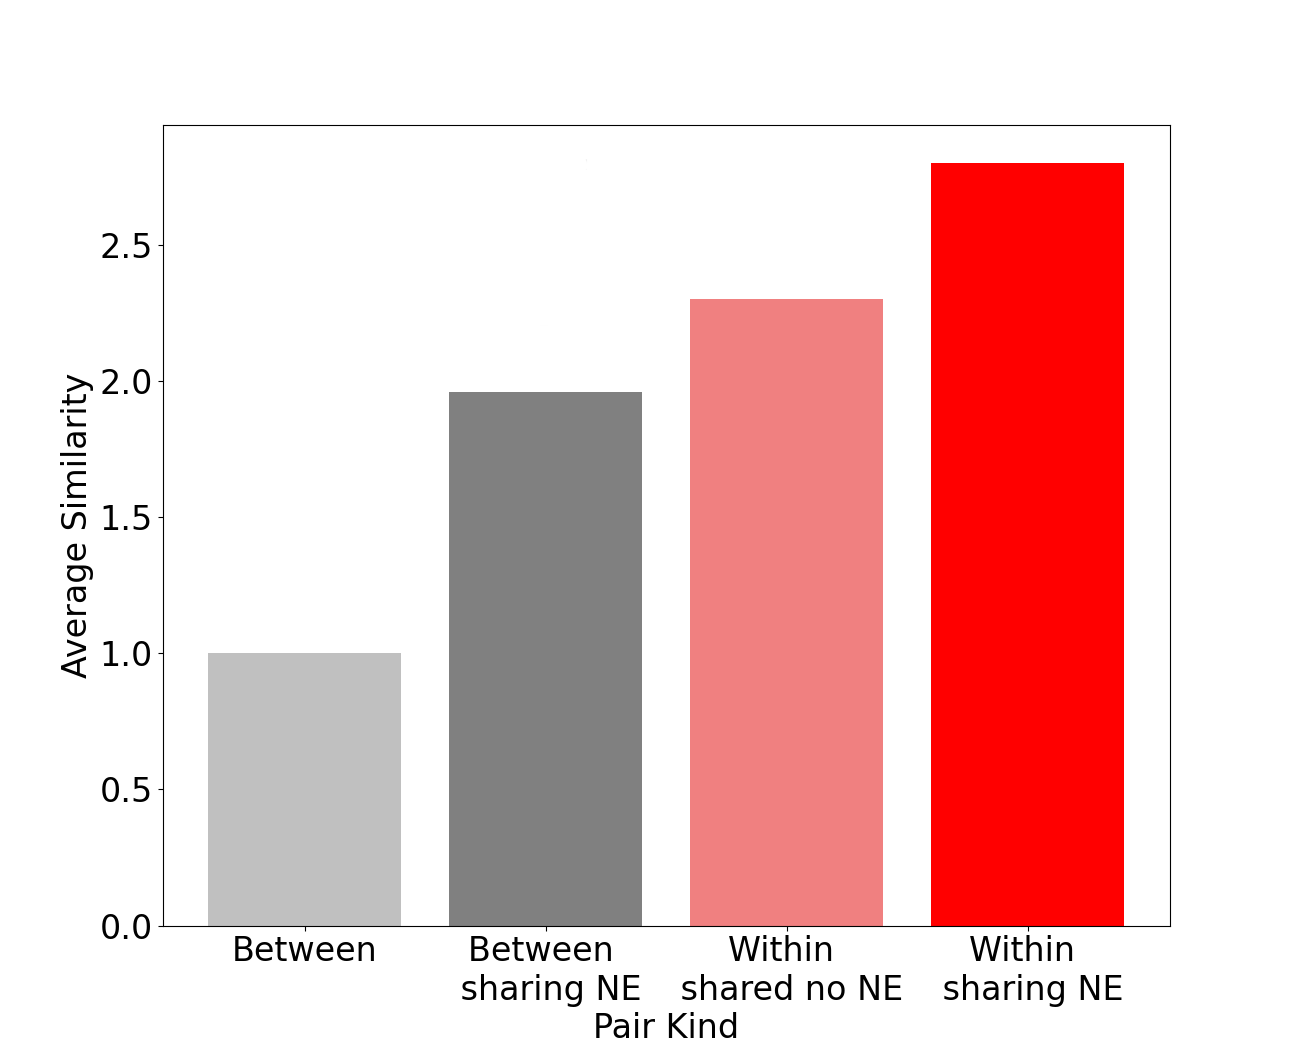 2.5
2.0
1.5
1.0
0.5
0.0
Average Similarity
Between
Between
sharing NE
Within
shared no NE
Within
sharing NE
Pair Kind